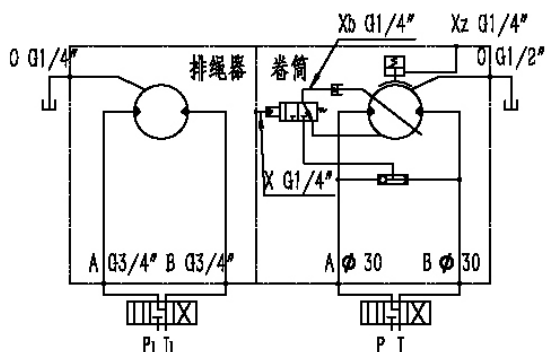 Xb G1/4" Xz G1/4"
O G1/4" 排绳器 卷筒 O G1/2"
X G1/4"
A G3/4" B G3/4" A Φ 30 B Φ 30
P1 T1 P T